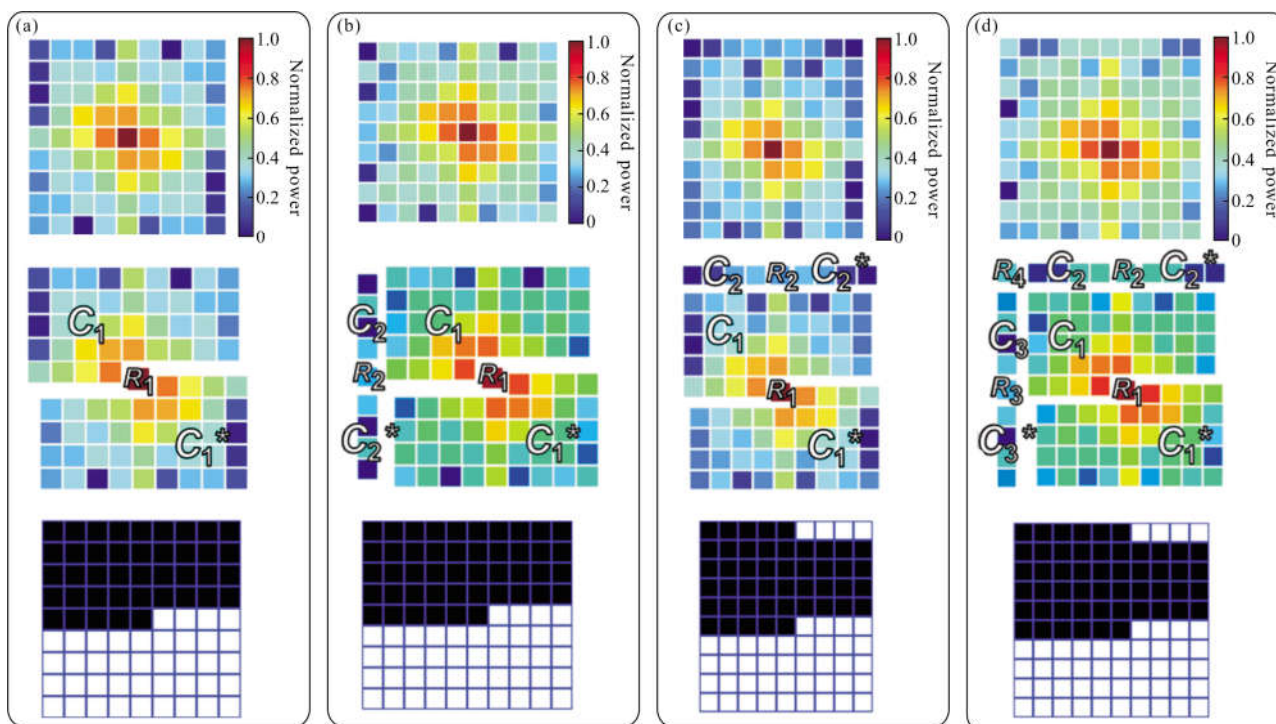 (a)
1.0
0.8
0.6
0.4
0.2
0
Normalized power
C1
R1
C1*
(b)
1.0
0.8
0.6
0.4
0.2
0
Normalized power
C2
C1
R2
R1
C2*
C1*
(c)
1.0
0.8
0.6
0.4
0.2
0
Normalized power
C2 R2 C2*
C1
R1
C1*
(d)
1.0
0.8
0.6
0.4
0.2
0
Normalized power
R4 C2 R2 C2*
C3 C1
R3 R1
C3* C1*